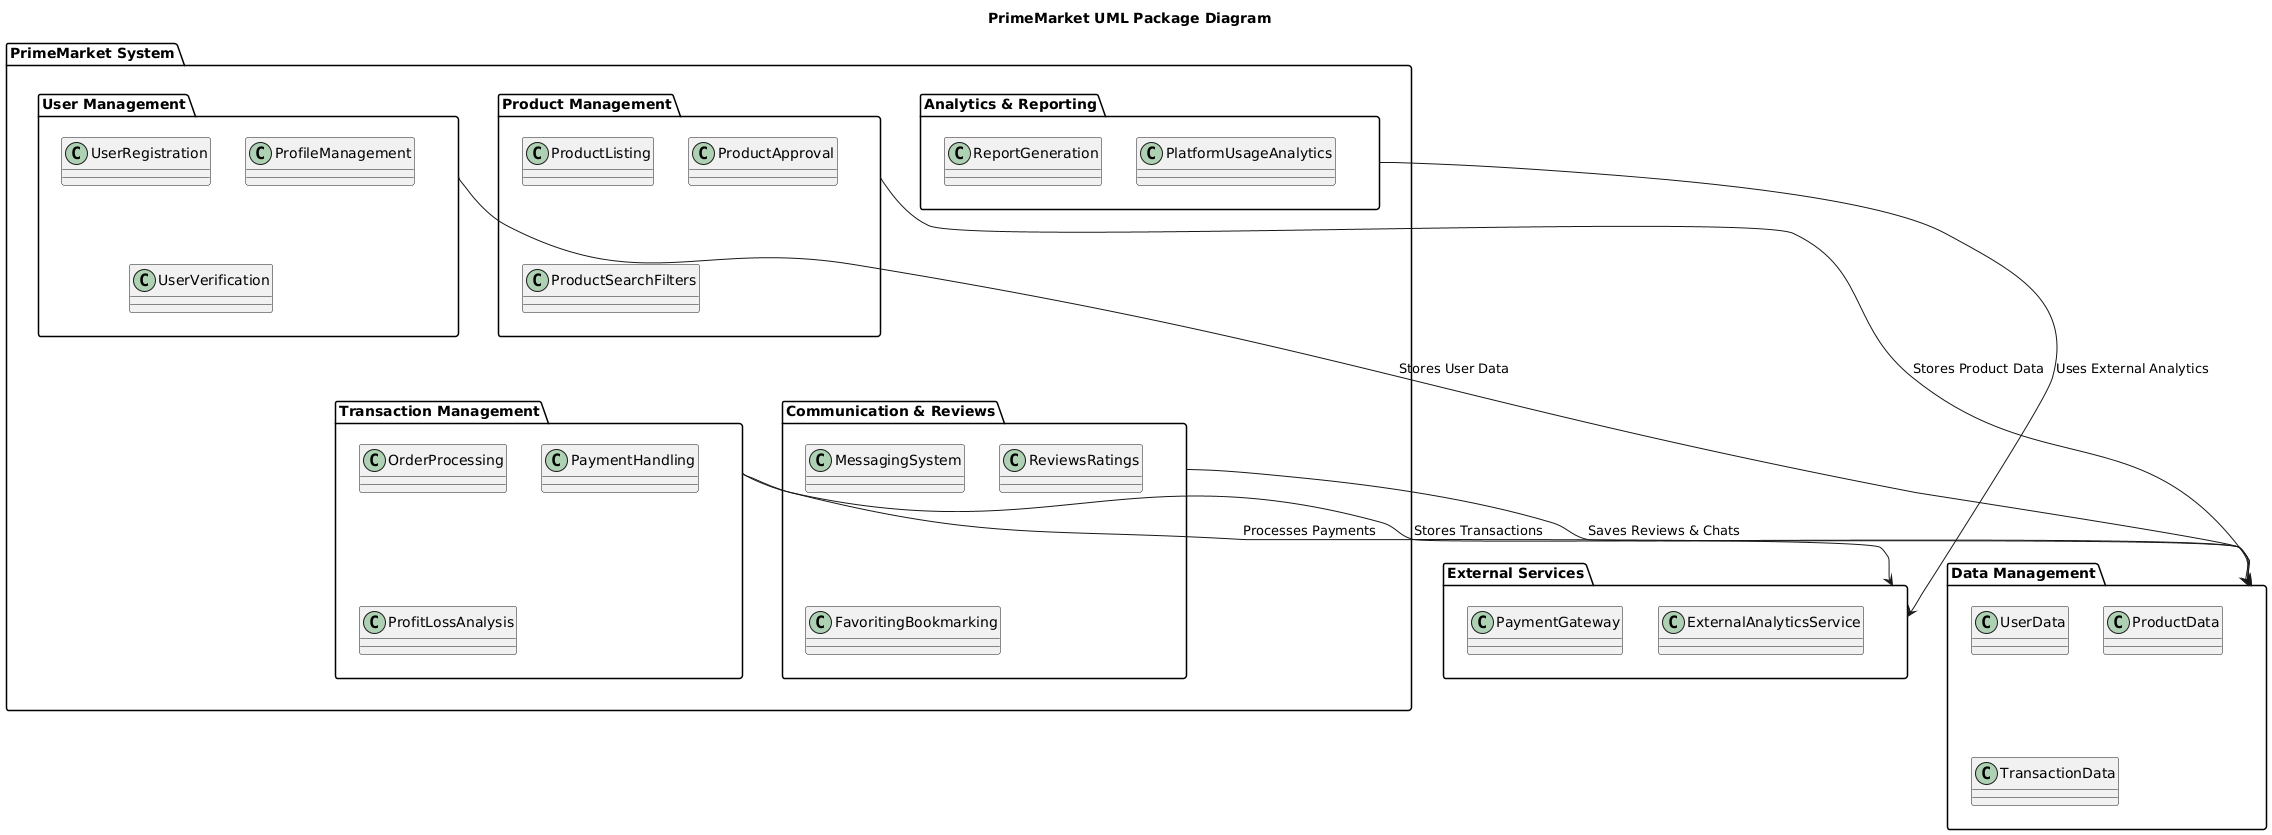 PrimeMarket UML Package Diagram
PrimeMarket System
User Management
C UserRegistration
C ProfileManagement
C UserVerification
Product Management
C ProductListing
C ProductApproval
C ProductSearchFilters
Analytics & Reporting
C ReportGeneration
C PlatformUsageAnalytics
Stores User Data
Stores Product Data
Uses External Analytics
Transaction Management
C OrderProcessing
C PaymentHandling
C ProfitLossAnalysis
Communication & Reviews
C MessagingSystem
C ReviewsRatings
C FavoritingBookmarking
Processes Payments
Stores Transactions
Saves Reviews & Chats
External Services
C PaymentGateway
C ExternalAnalyticsService
Data Management
C UserData
C ProductData
C TransactionData